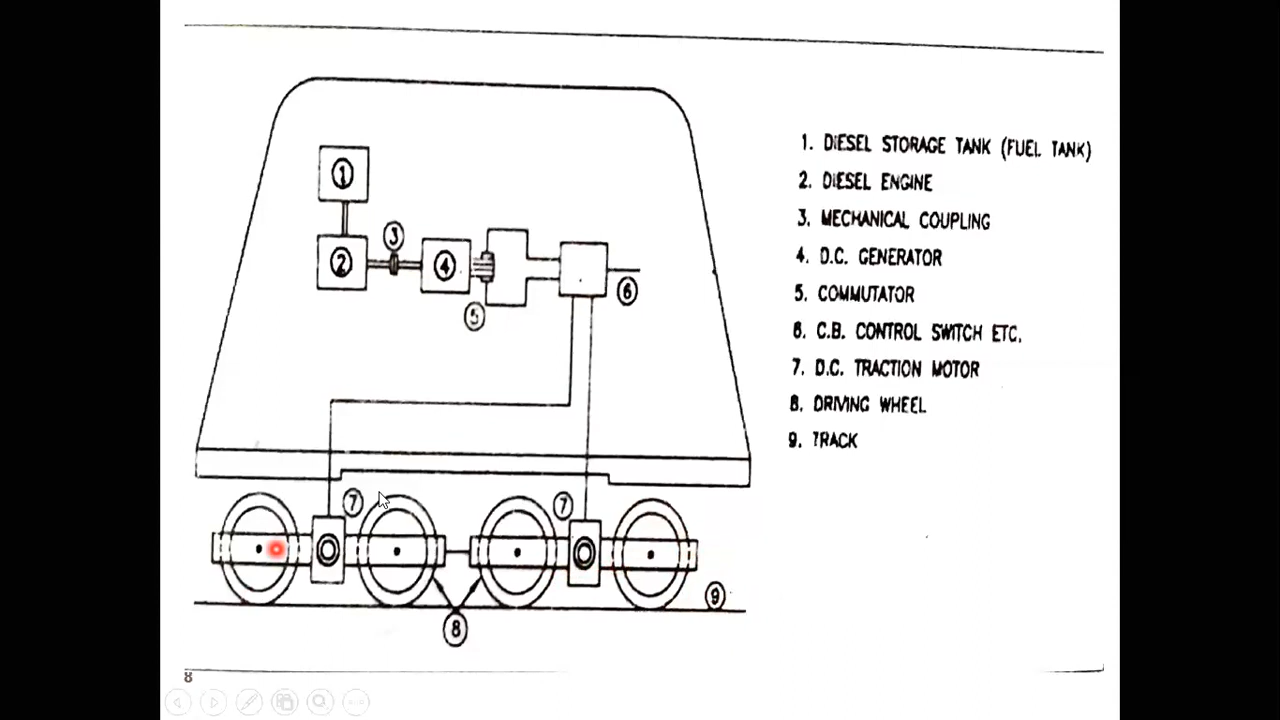 1
2
3
4
5
6
7
7
8
9
1. DIESEL STORAGE TANK (FUEL TANK)
2. DIESEL ENGINE
3. MECHANICAL COUPLING
4. D.C. GENERATOR
5. COMMUTATOR
6. C.B. CONTROL SWITCH ETC.
7. D.C. TRACTION MOTOR
8. DRIVING WHEEL
9. TRACK
8